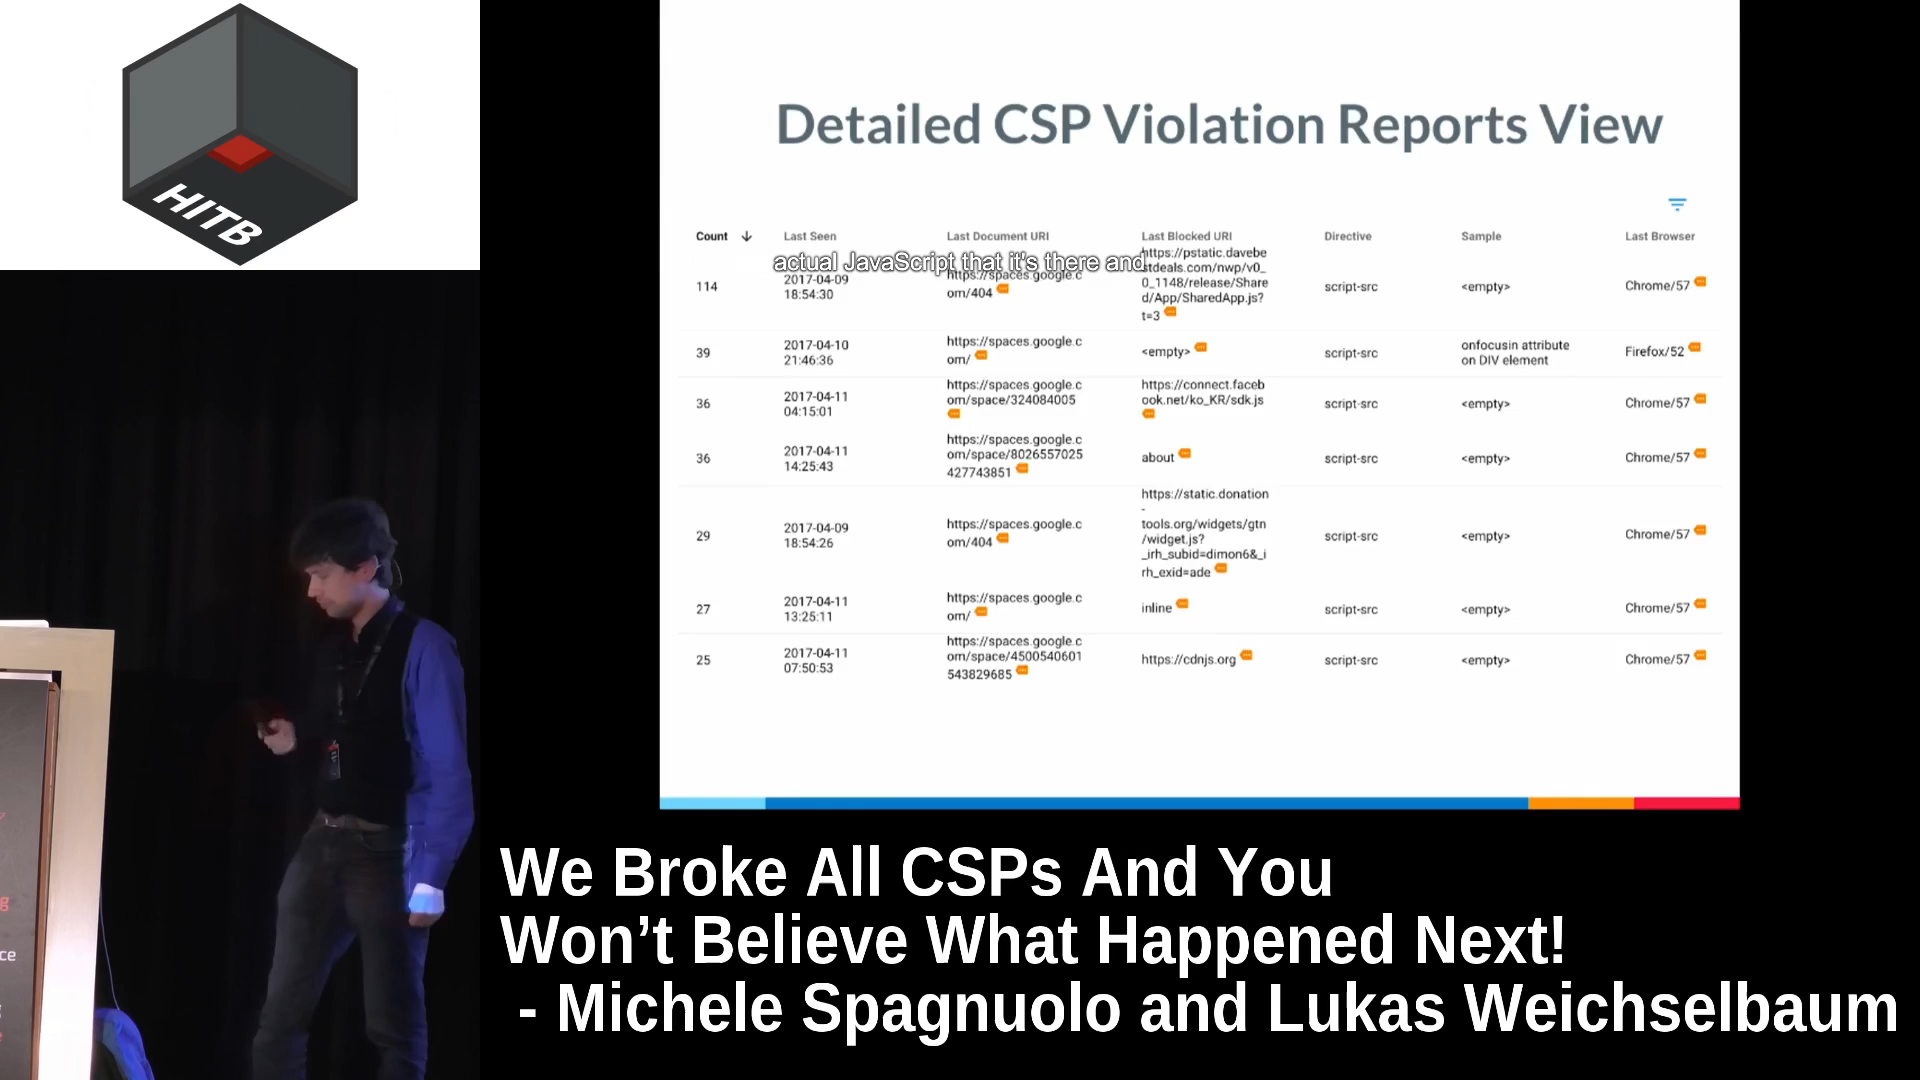 HITB
Detailed CSP Violation Reports View
Count Last Seen Last Document URI Last Blocked URI Directive Sample Last Browser
actual JavaScript that it's there and
114
2017-04-09
18:54:30
https://spaces.google.c
om/404
https://pstatic.davebe
stdeals.com/nwp/v0_
0_1148/release/Share
d/App/SharedApp.js?
t=3
script-src
<empty>
Chrome/57
39
2017-04-10
21:46:36
https://spaces.google.c
om/
<empty>
script-src
onfocusin attribute
on DIV element
Firefox/52
36
2017-04-11
04:15:01
https://spaces.google.c
om/space/324084005
https://connect.faceb
ook.net/ko_KR/sdk.js
script-src
<empty>
Chrome/57
36
2017-04-11
14:25:43
https://spaces.google.c
om/space/8026557025
427743851
about
script-src
<empty>
Chrome/57
29
2017-04-09
18:54:26
https://spaces.google.c
om/404
https://static.donation
-
tools.org/widgets/gtn
/widget.js?
_irh_subid=dimon6&_i
rh_exid=ade
script-src
<empty>
Chrome/57
27
2017-04-11
13:25:11
https://spaces.google.c
om/
inline
script-src
<empty>
Chrome/57
25
2017-04-11
07:50:53
https://spaces.google.c
om/space/4500540601
543829685
https://cdnjs.org
script-src
<empty>
Chrome/57
We Broke All CSPs And You
Won’t Believe What Happened Next!
- Michele Spagnuolo and Lukas Weichselbaum